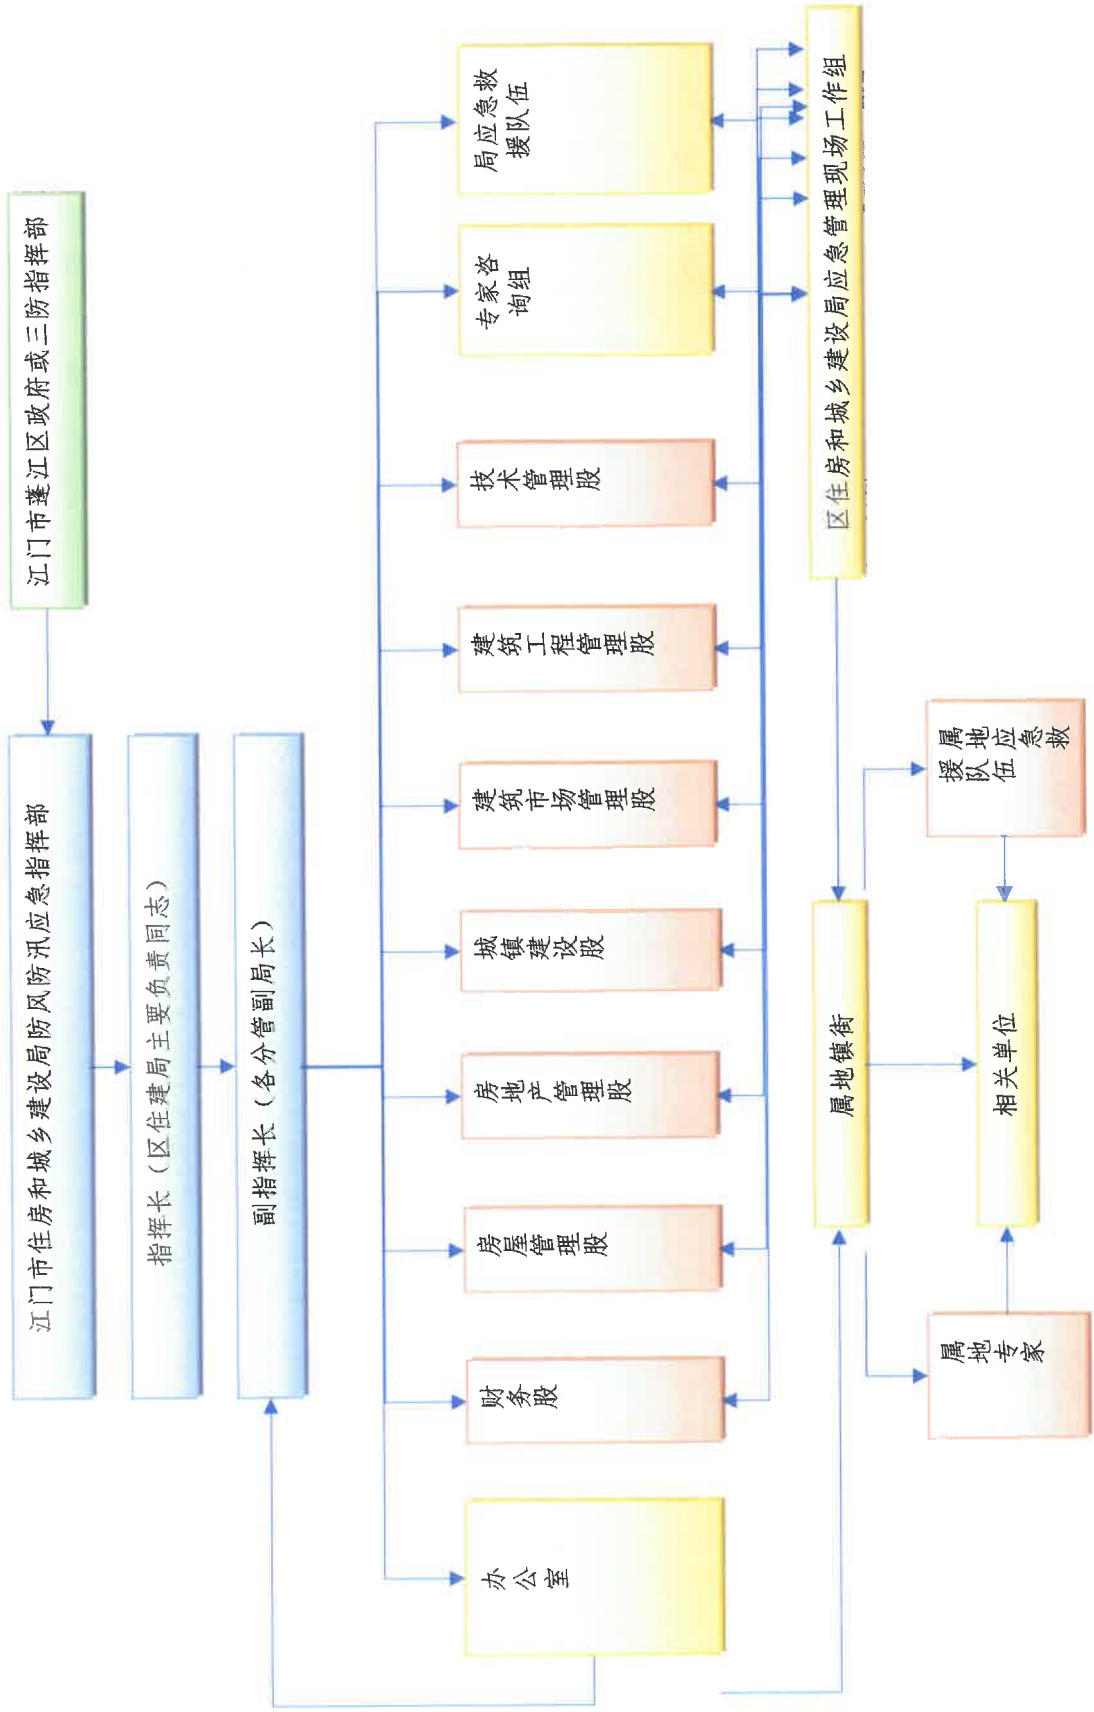 江门市住房和城乡建设局防风防汛应急指挥部
江门市蓬江区政府或三防指挥部
指挥长（区住建局主要负责同志）
副指挥长（各分管副局长）
办公室
财务股
房屋管理股
房地产管理股
城镇建设股
建筑市场管理股
建筑工程管理股
技术管理股
专家咨
询组
局应急救
援队伍
区住房和城乡建设局应急管理现场工作组
属地镇街
属地专家
相关单位
属地应急救
援队伍